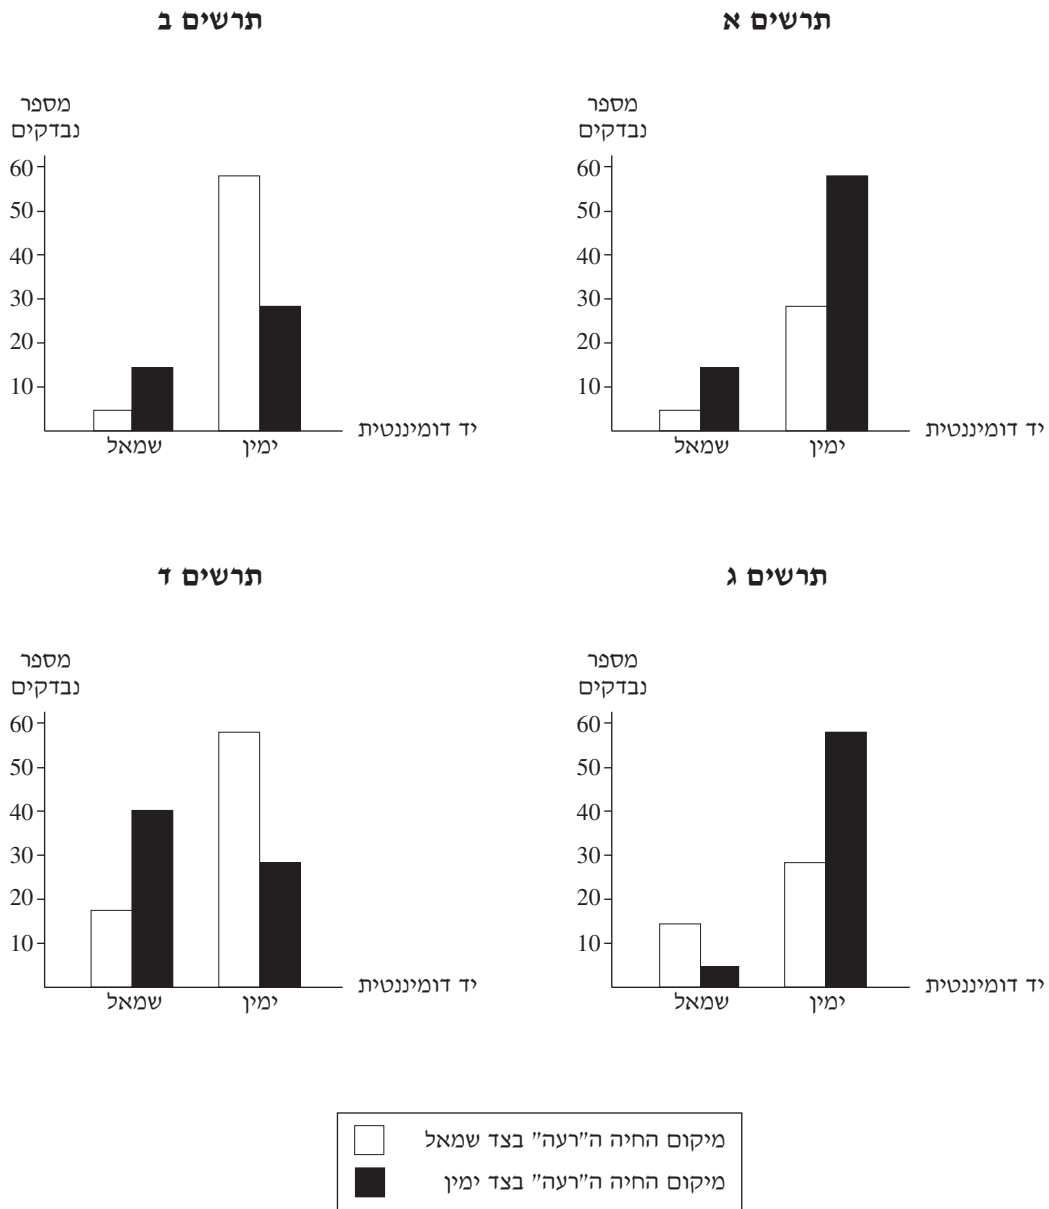 תרשים א
מספר
נבדקים
60
50
40
30
20
10
שמאל
ימין
יד דומיננטית
תרשים ב
מספר
נבדקים
60
50
40
30
20
10
שמאל
ימין
יד דומיננטית
תרשים ג
מספר
נבדקים
60
50
40
30
20
10
שמאל
ימין
יד דומיננטית
תרשים ד
מספר
נבדקים
60
50
40
30
20
10
שמאל
ימין
יד דומיננטית
מיקום החיה ה"רעה" בצד שמאל
מיקום החיה ה"רעה" בצד ימין